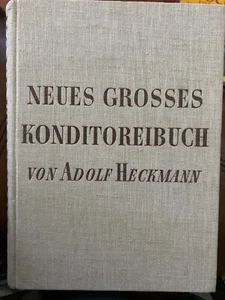 NEUES GROSSES
KONDITOREIBUCH
VON ADOLF HECKMANN